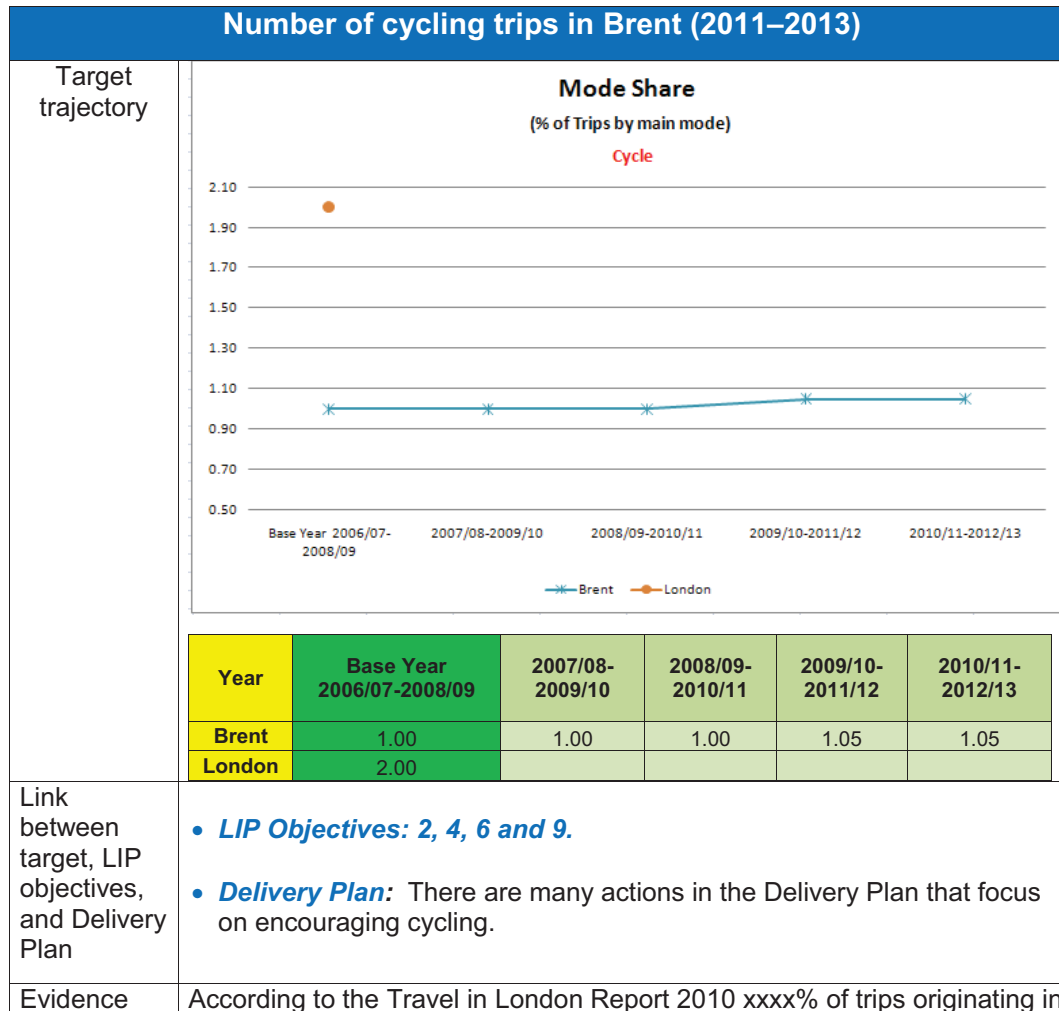 Number of cycling trips in Brent (2011–2013)
Target
trajectory
Mode Share
(% of Trips by main mode)
Cycle
2.10
1.90
1.70
1.50
1.30
1.10
0.90
0.70
0.50
Base Year 2006/07-
2008/09
2007/08-2009/10
2008/09-2010/11
2009/10-2011/12
2010/11-2012/13
Brent
London
Year
Base Year
2006/07-2008/09
2007/08-
2009/10
2008/09-
2010/11
2009/10-
2011/12
2010/11-
2012/13
Brent 1.00 1.00 1.00 1.05 1.05
London 2.00
Link
between
target, LIP
objectives,
and Delivery
Plan
• LIP Objectives: 2, 4, 6 and 9.
• Delivery Plan: There are many actions in the Delivery Plan that focus
on encouraging cycling.
Evidence
According to the Travel in London Report 2010 xxxx% of trips originating in